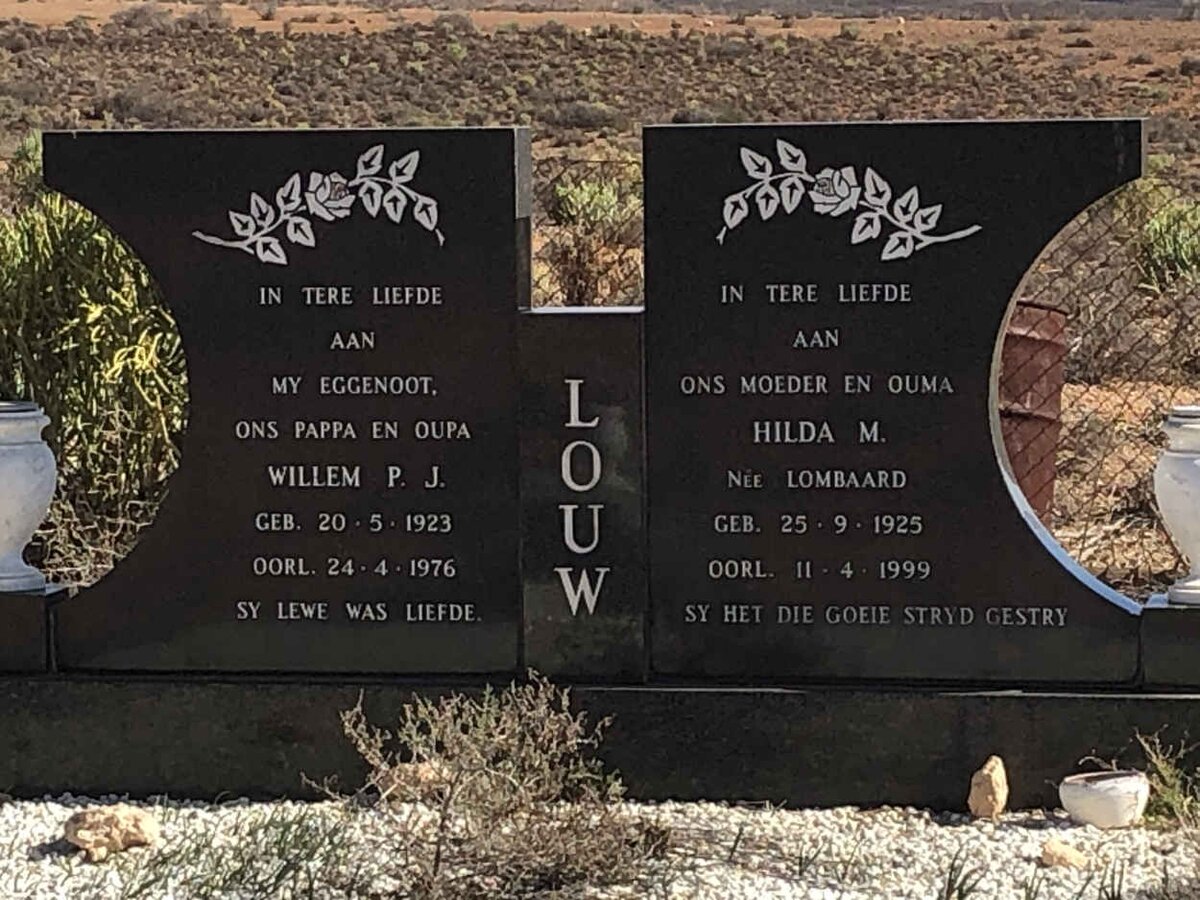 IN TERE LIEFDE
AAN
MY EGGENOOT,
ONS PAPPA EN OUPA
WILLEM P. J.
GEB. 20·5·1923
OORL. 24·4·1976
SY LEWE WAS LIEFDE.
LOUW
IN TERE LIEFDE
AAN
ONS MOEDER EN OUMA
HILDA M.
NÊE LOMBAARD
GEB. 25·9·1925
OORL. 11·4·1999
SY HET DIE GOEIE STRYD GESTRY